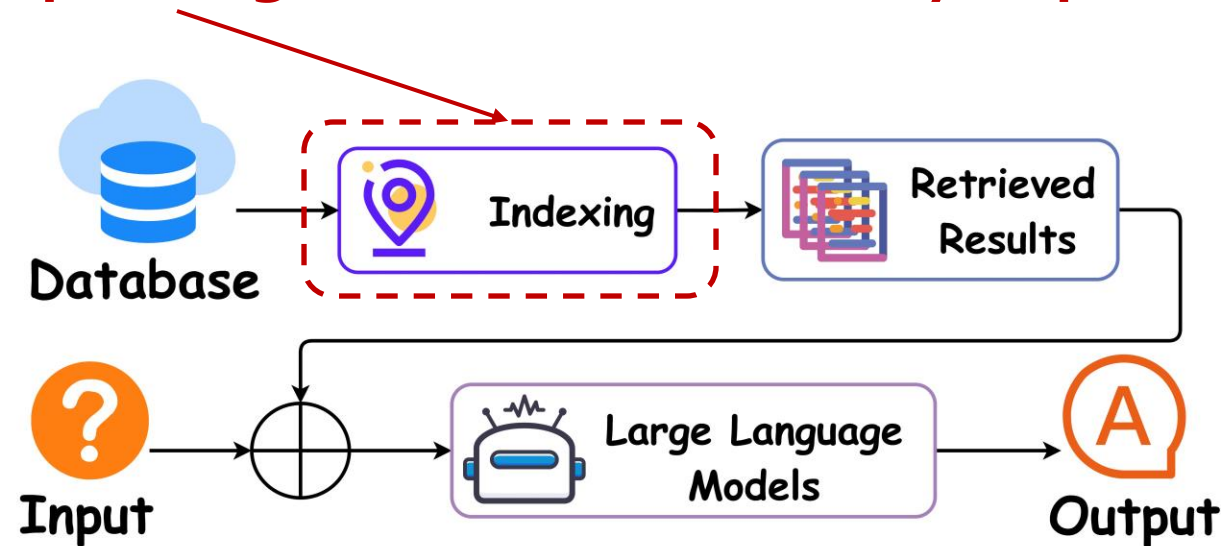 Indexing
Retrieved
Results
Database
Large Language
Models
A
Input
Output